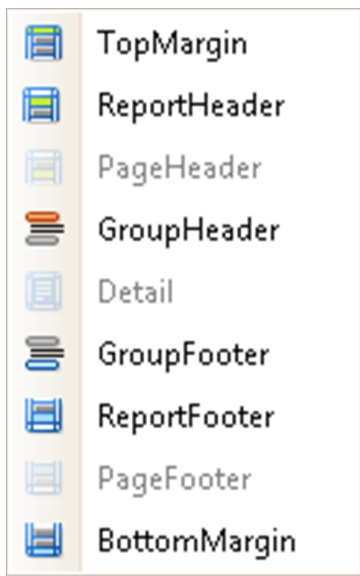 TopMargin
ReportHeader
PageHeader
GroupHeader
Detail
GroupFooter
ReportFooter
PageFooter
BottomMargin